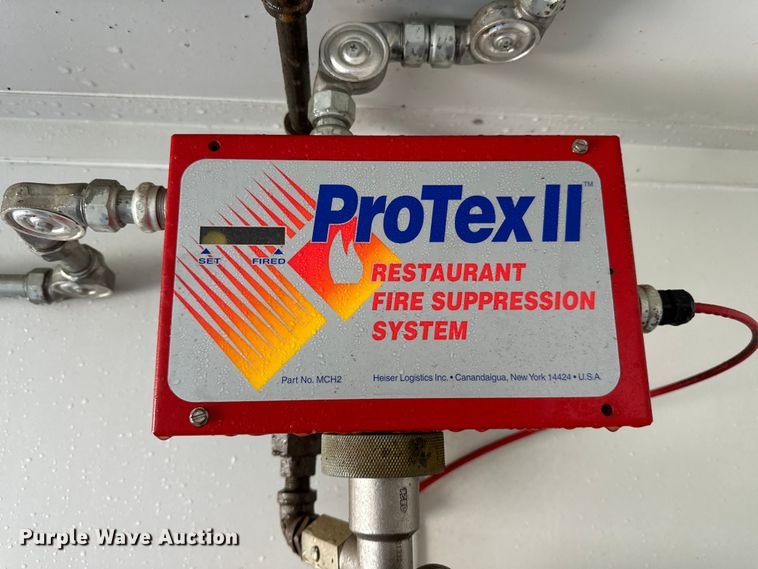 ProTex II™
SET FIRED
RESTAURANT
FIRE SUPPRESSION
SYSTEM
Part No. MCH2 Heiser Logistics Inc. • Canandaigua, New York 14424 • U.S.A.
Purple Wave Auction